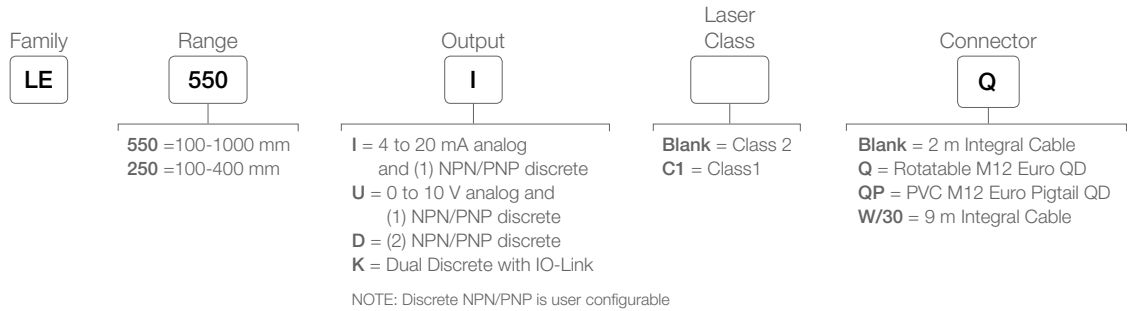 Family
LE
Range
550
550 =100-1000 mm
250 =100-400 mm
Output
I
I = 4 to 20 mA analog
and (1) NPN/PNP discrete
U = 0 to 10 V analog and
(1) NPN/PNP discrete
D = (2) NPN/PNP discrete
K = Dual Discrete with IO-Link
NOTE: Discrete NPN/PNP is user configurable
Laser
Class
Blank = Class 2
C1 = Class1
Connector
Q
Blank = 2 m Integral Cable
Q = Rotatable M12 Euro QD
QP = PVC M12 Euro Pigtail QD
W/30 = 9 m Integral Cable